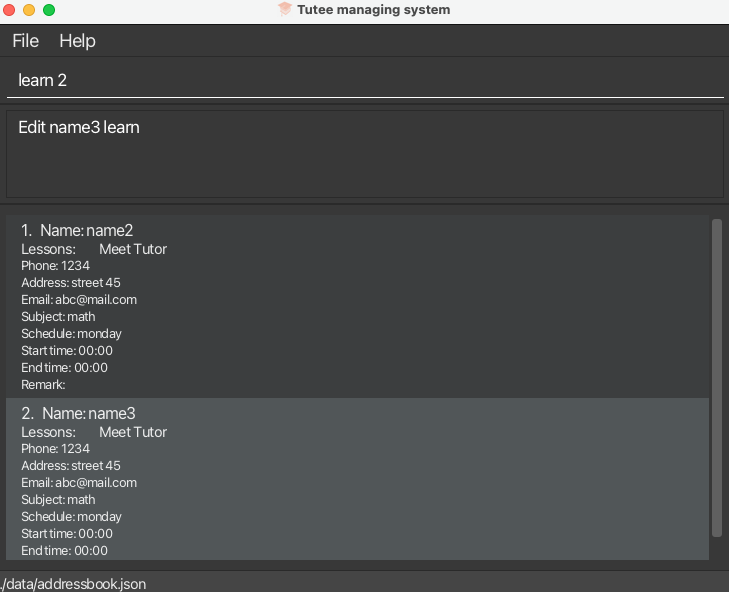 Tutee managing system
File Help
learn 2
Edit name3 learn
1. Name: name2
Lessons: Meet Tutor
Phone: 1234
Address: street 45
Email: abc@mail.com
Subject: math
Schedule: monday
Start time: 00:00
End time: 00:00
Remark:
2. Name: name3
Lessons: Meet Tutor
Phone: 1234
Address: street 45
Email: abc@mail.com
Subject: math
Schedule: monday
Start time: 00:00
End time: 00:00
./data/addressbook.json